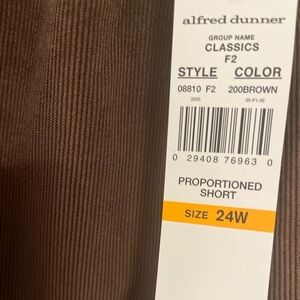 alfred dunner
GROUP NAME
CLASSICS
F2
STYLE COLOR
08810 F2 200BROWN
0 29408 76963 0
PROPORTIONED
SHORT
SIZE 24W